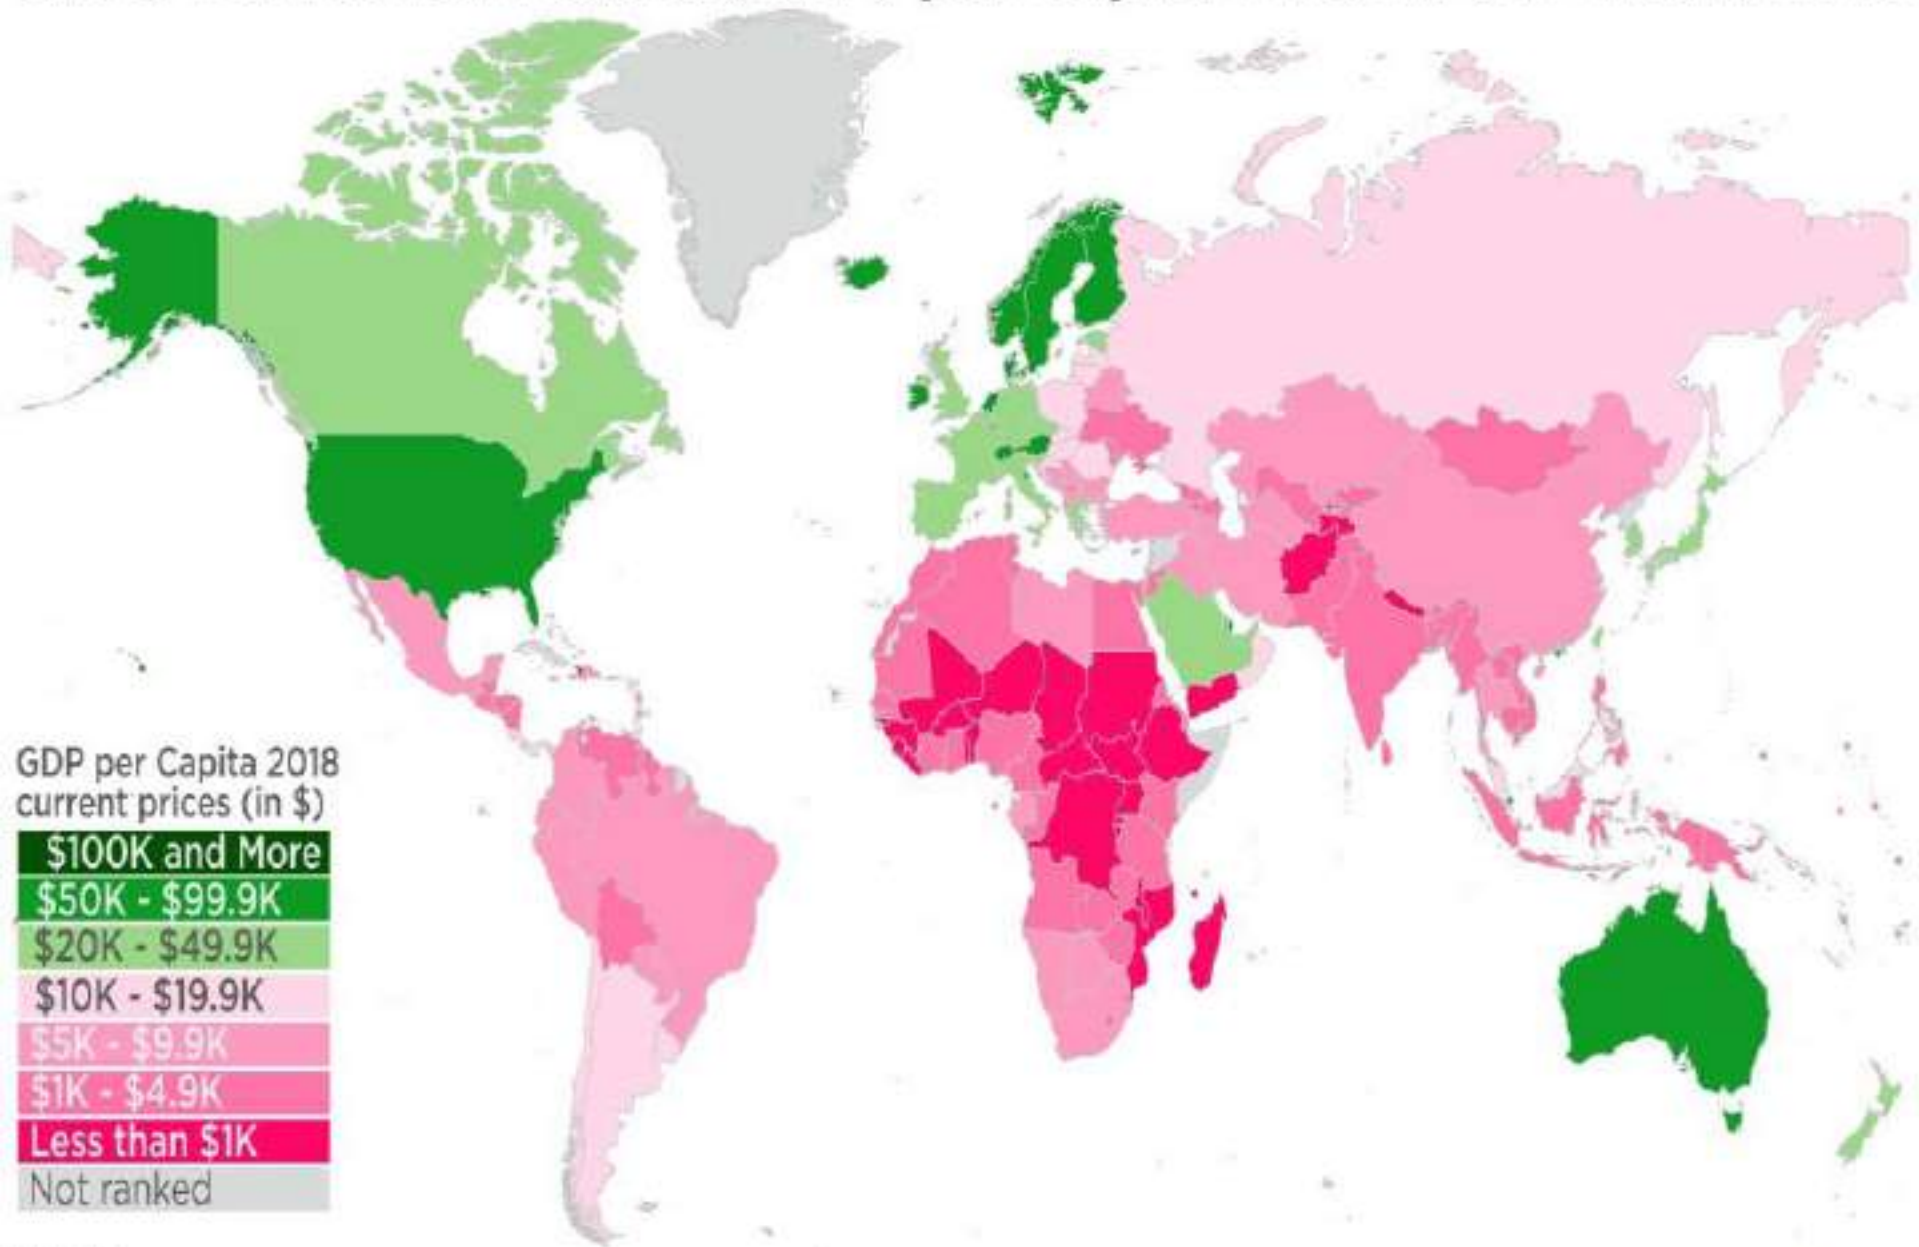 GDP per Capita 2018
current prices (in $)
$100K and More
$50K - $99.9K
$20K - $49.9K
$10K - $19.9K
$5K - $9.9K
$1K - $4.9K
Less than $1K
Not ranked